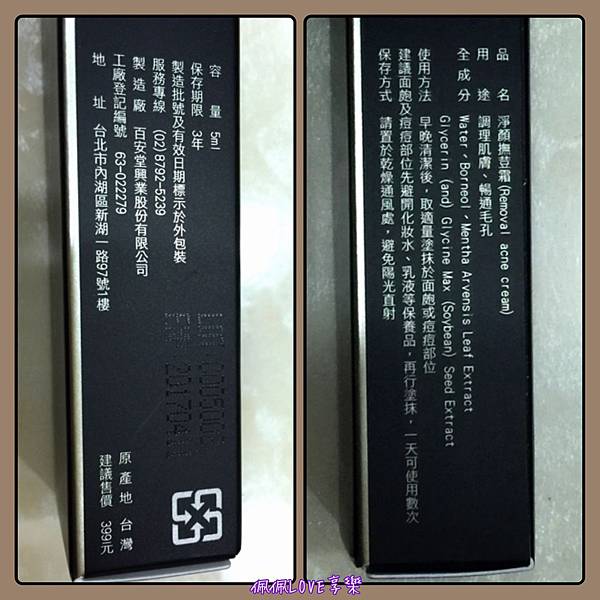 容　量　5ml
保存期限　3年
製造批號及有效日期標示於外包裝
服務專線　(02)8792-5239
製造廠　百安堂興業股份有限公司
工廠登記編號　63-022279
地　址　台北市內湖區新湖一路97號1樓
原產地　台灣
建議售價　399元
品　名　淨顏撫荳霜(Removal acne cream)
用　途　調理肌膚、暢通毛孔
全成分　Water、Borneol、Mentha Arvensis Leaf Extract
Glycerin (and) Glycine Max (Soybean) Seed Extract
使用方法　早晚清潔後，取適量塗抹於面皰或痘痘部位
建議面皰及痘痘部位先避開化妝水、乳液等保養品，再行塗抹，一天可使用數次
保存方式　請置於乾燥通風處，避免陽光直射
佩佩LOVE享樂